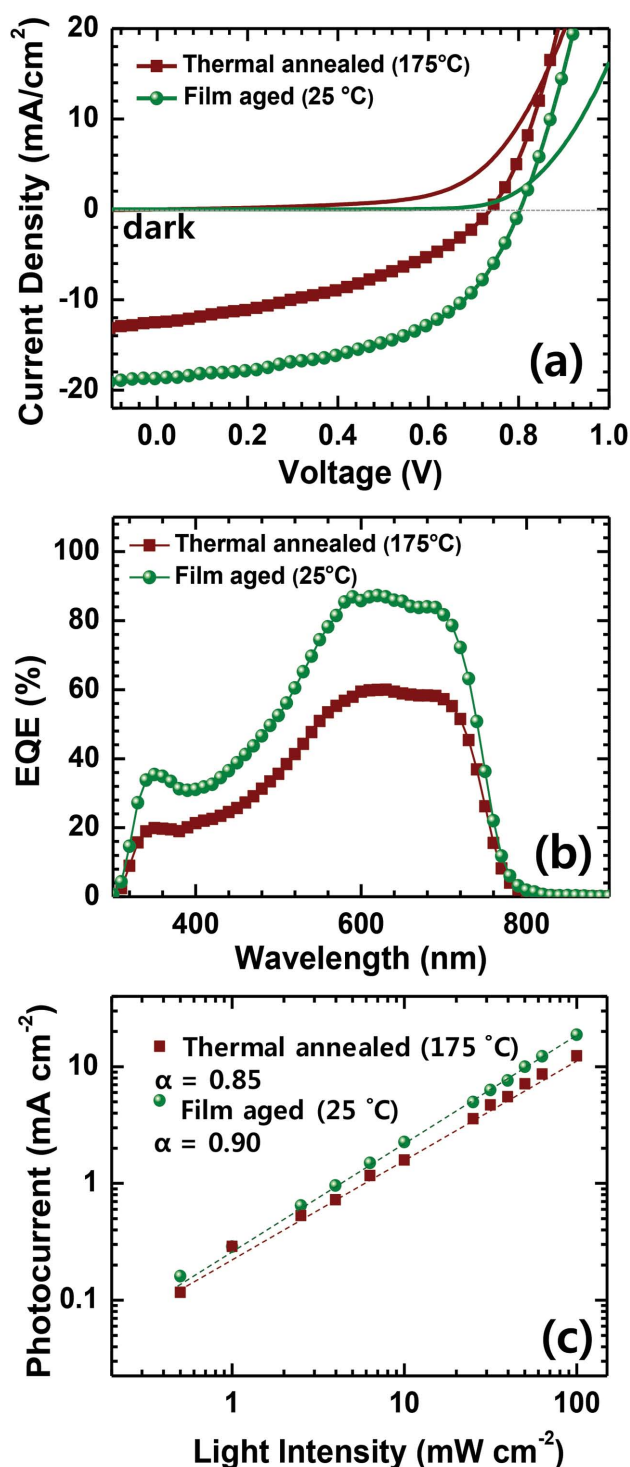 20
10
0
-10
-20
Current Density (mA/cm²)
Thermal annealed (175°C)
Film aged (25 °C)
dark
(a)
0.0 0.2 0.4 0.6 0.8 1.0
Voltage (V)
100
80
60
40
20
0
EQE (%)
Thermal annealed (175°C)
Film aged (25°C)
(b)
400 600 800
Wavelength (nm)
10
1
0.1
Photocurrent (mA cm⁻²)
Thermal annealed (175 ˚C)
α = 0.85
Film aged (25 ˚C)
α = 0.90
(c)
1 10 100
Light Intensity (mW cm⁻²)